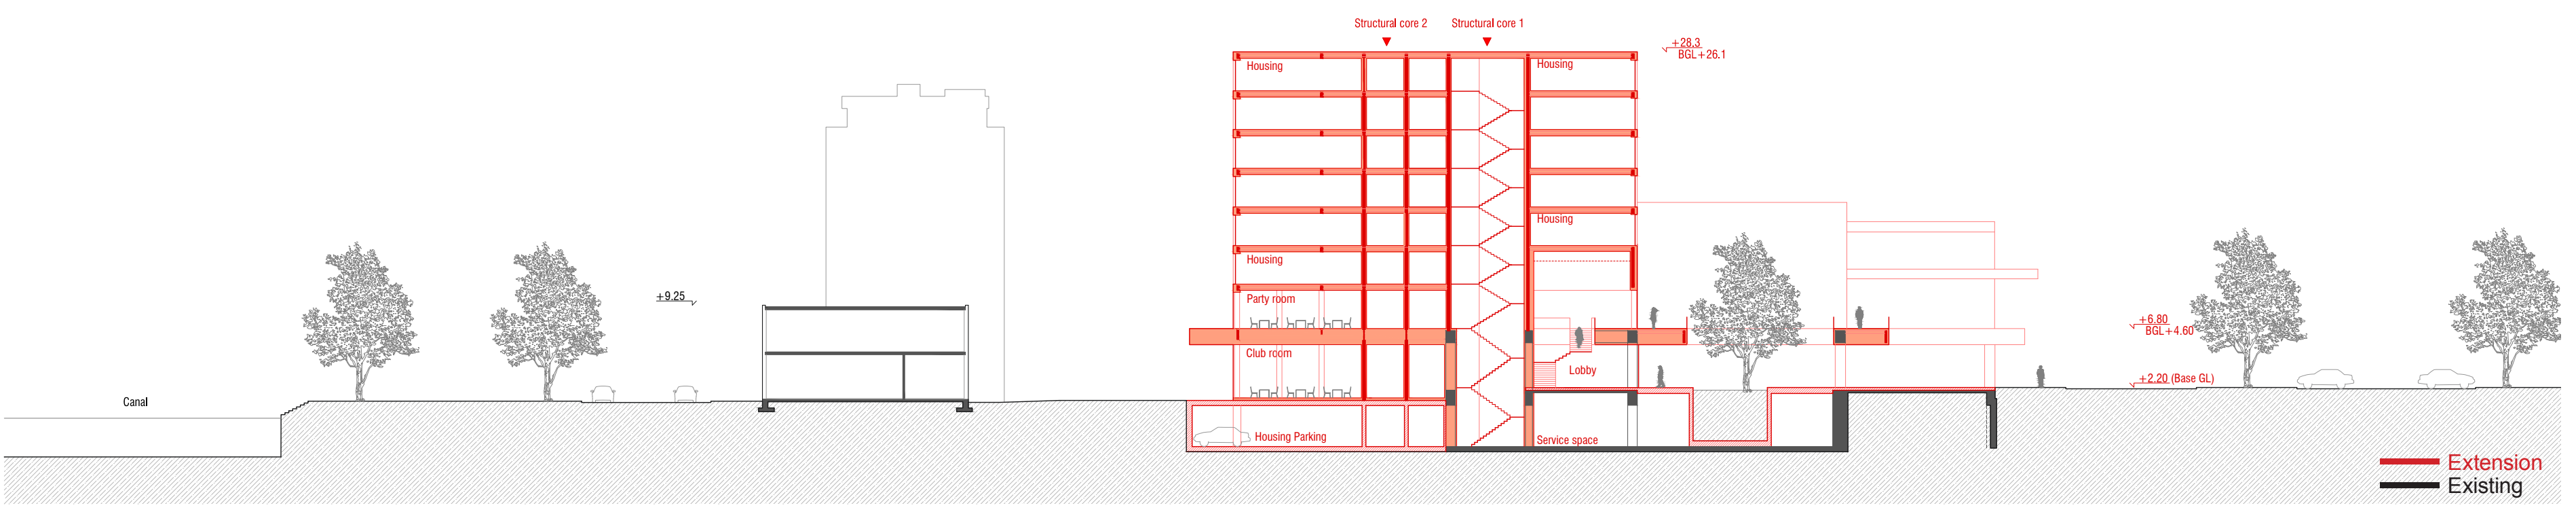 Structural core 2
Structural core 1
+28.3
BGL+26.1
Housing
Housing
Housing
Housing
+9.25
Party room
+6.80
BGL+4.60
Club room
Lobby
+2.20 (Base GL)
Canal
Housing Parking
Service space
Extension
Existing